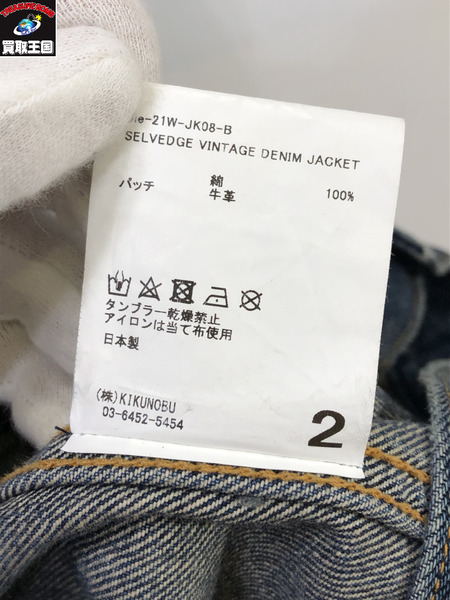 買取王国
ie-21W-JK08-B
SELVEDGE VINTAGE DENIM JACKET
綿 100%
パッチ 牛革
タンブラー乾燥禁止
アイロンは当て布使用
日本製
(株)KIKUNOBU
03-6452-5454
2